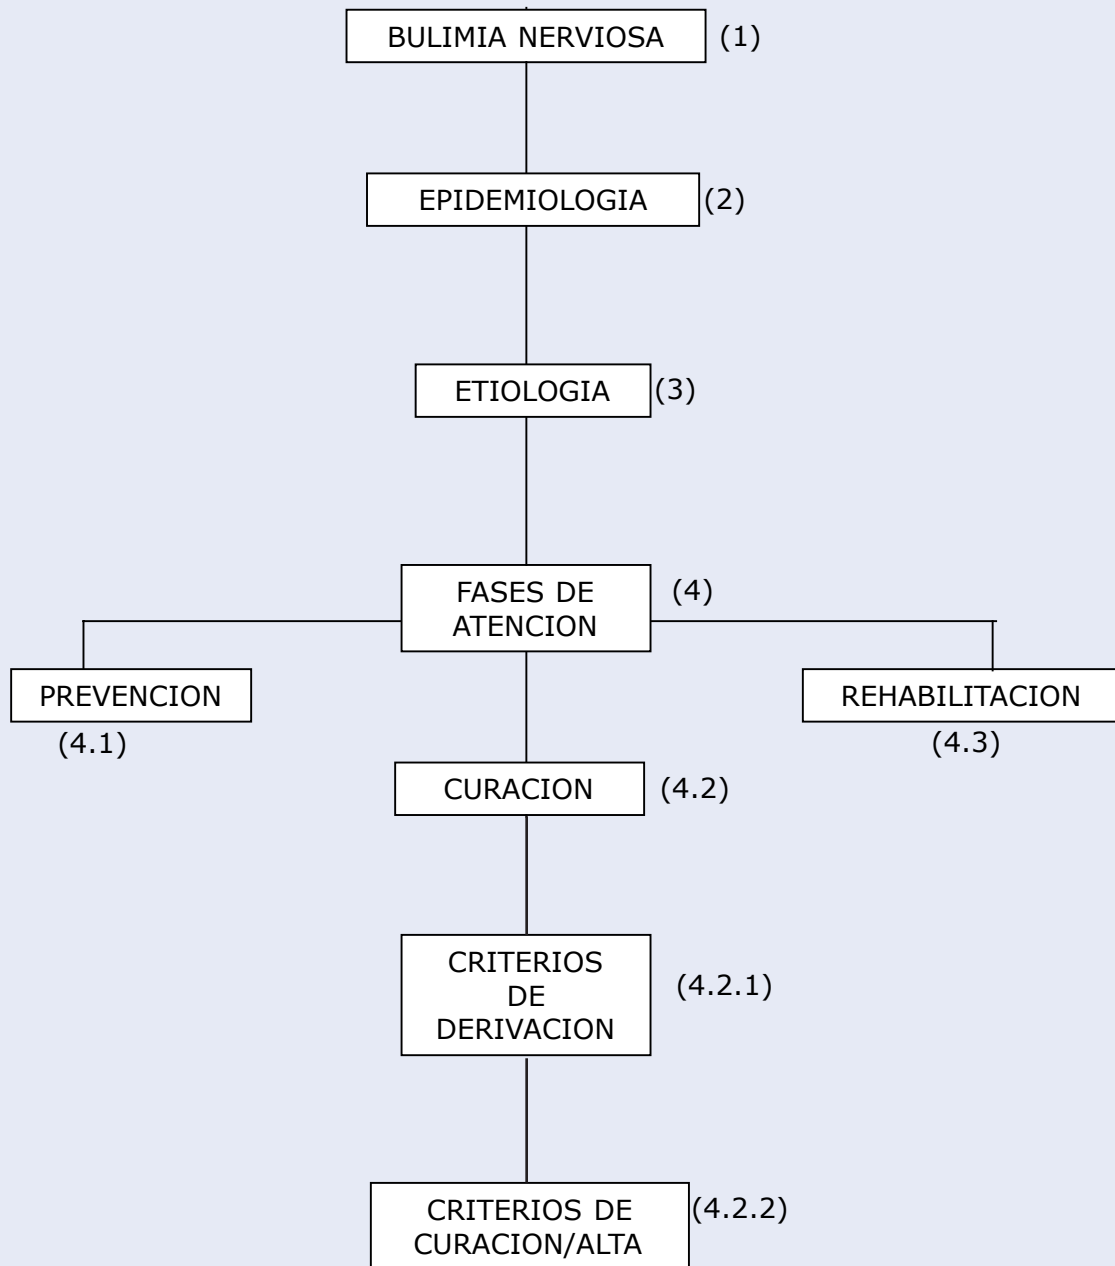 BULIMIA NERVIOSA (1)
EPIDEMIOLOGIA (2)
ETIOLOGIA (3)
FASES DE
ATENCION
(4)
PREVENCION
(4.1)
REHABILITACION
(4.3)
CURACION (4.2)
CRITERIOS
DE
DERIVACION
(4.2.1)
CRITERIOS DE
CURACION/ALTA
(4.2.2)